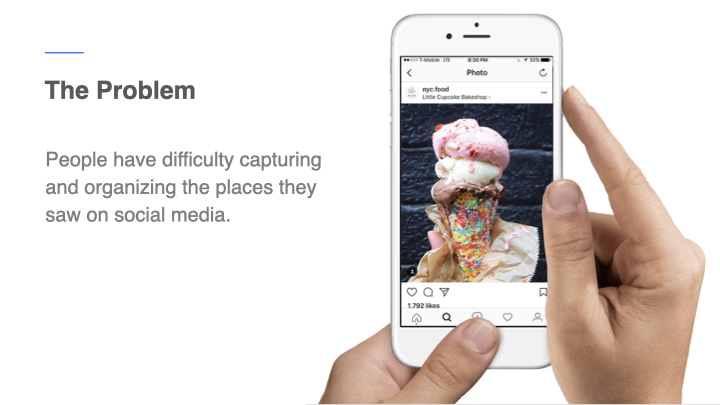 The Problem
People have difficulty capturing
and organizing the places they
saw on social media.
T-Mobile LTE 8:30 PM 92%
Photo
nyc.food
Little Cupcake Bakeshop ›
1,792 likes